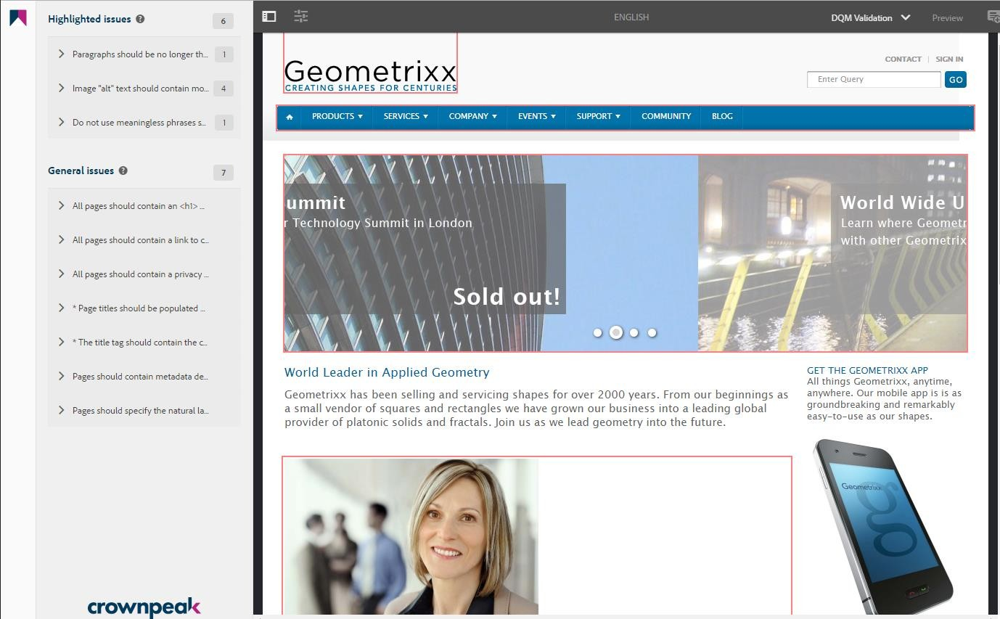 Highlighted issues ?
6
Paragraphs should be no longer th...
1
Image "alt" text should contain mo...
4
Do not use meaningless phrases s...
1
General issues ?
7
All pages should contain an <h1> ...
All pages should contain a link to c...
All pages should contain a privacy ...
* Page titles should be populated ...
* The title tag should contain the c...
Pages should contain metadata de...
Pages should specify the natural la...
crownpeak
ENGLISH
DQM Validation
Preview
Geometrixx
CREATING SHAPES FOR CENTURIES
CONTACT | SIGN IN
Enter Query
GO
PRODUCTS
SERVICES
COMPANY
EVENTS
SUPPORT
COMMUNITY
BLOG
ummit
r Technology Summit in London
Sold out!
World Wide U
Learn where Geometr
with other Geometrix
World Leader in Applied Geometry
Geometrixx has been selling and servicing shapes for over 2000 years. From our beginnings as
a small vendor of squares and rectangles we have grown our business into a leading global
provider of platonic solids and fractals. Join us as we lead geometry into the future.
GET THE GEOMETRIXX APP
All things Geometrixx, anytime,
anywhere. Our mobile app is is as
groundbreaking and remarkably
easy-to-use as our shapes.
Geometrixx
g